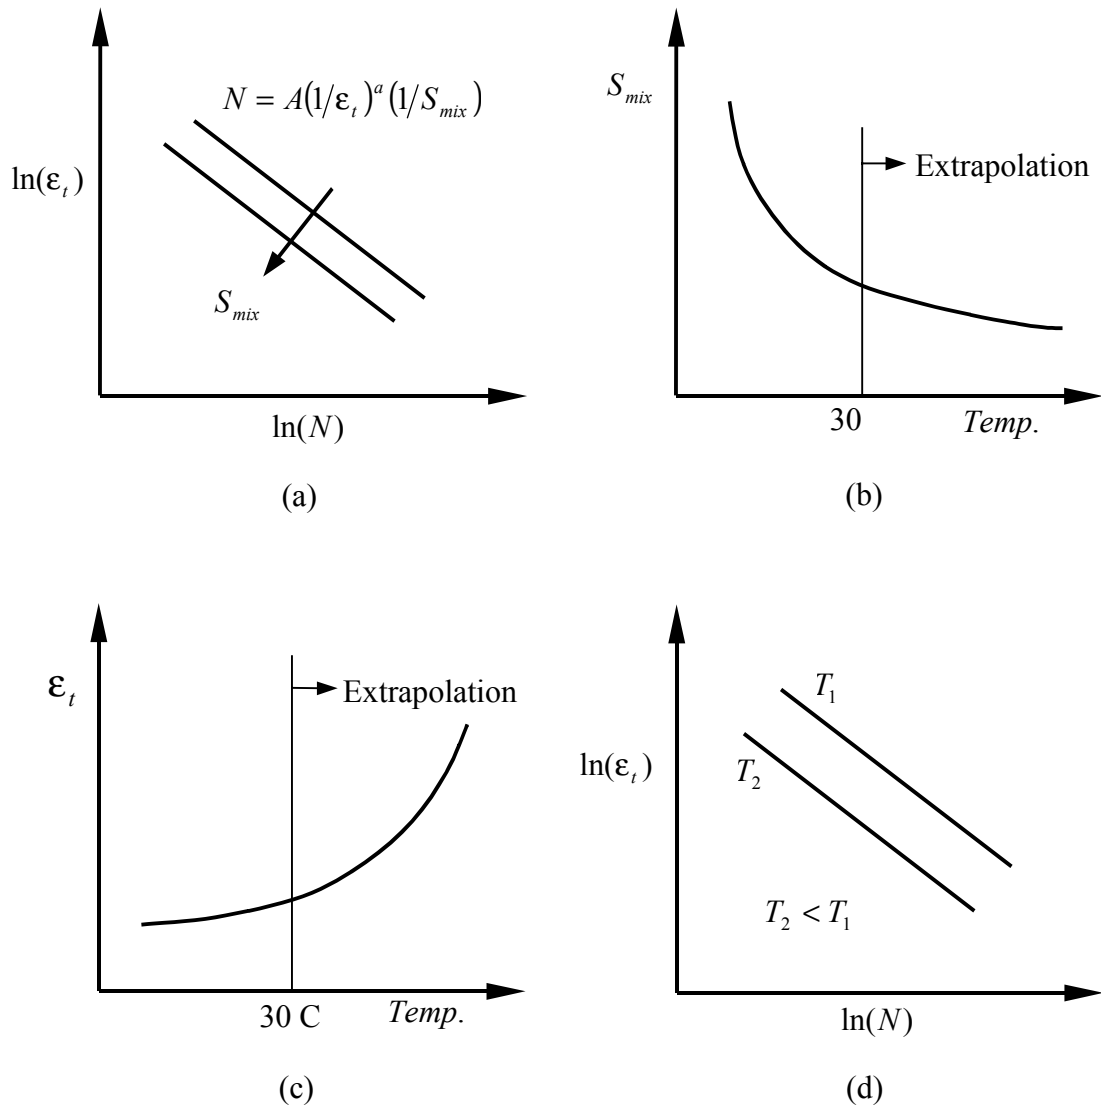 N = A(1/ε_t)^a (1/S_mix)
ln(ε_t)
S_mix
ln(N)
(a)
S_mix
Extrapolation
30
Temp.
(b)
ε_t
Extrapolation
30 C
Temp.
(c)
T_1
ln(ε_t)
T_2
T_2 < T_1
ln(N)
(d)